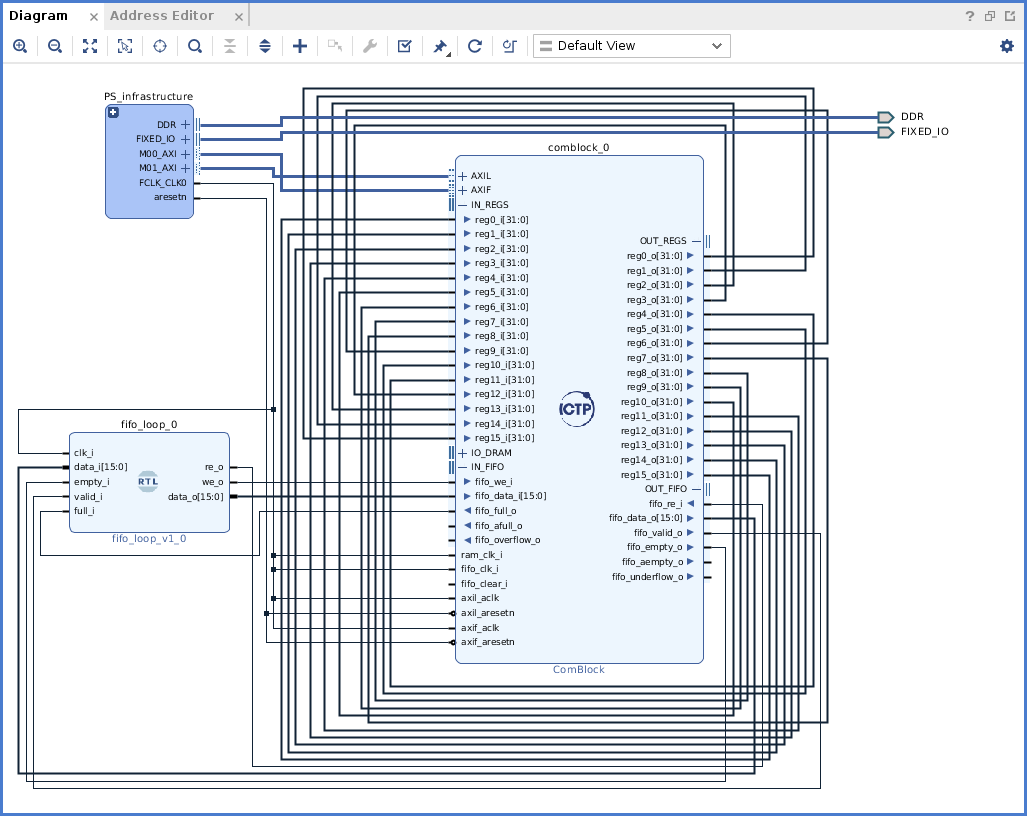 Diagram × Address Editor ×
? 
Default View
PS_infrastructure
DDR
FIXED_IO
M00_AXI
M01_AXI
FCLK_CLK0
aresetn
DDR
FIXED_IO
comblock_0
AXIL
AXIF
IN_REGS
reg0_i[31:0]
reg1_i[31:0]
reg2_i[31:0]
reg3_i[31:0]
reg4_i[31:0]
reg5_i[31:0]
reg6_i[31:0]
reg7_i[31:0]
reg8_i[31:0]
reg9_i[31:0]
reg10_i[31:0]
reg11_i[31:0]
reg12_i[31:0]
reg13_i[31:0]
reg14_i[31:0]
reg15_i[31:0]
IO_DRAM
IN_FIFO
fifo_we_i
fifo_data_i[15:0]
fifo_full_o
fifo_afull_o
fifo_overflow_o
ram_clk_i
fifo_clk_i
fifo_clear_i
axil_aclk
axil_aresetn
axif_aclk
axif_aresetn
ICTP
OUT_REGS
reg0_o[31:0]
reg1_o[31:0]
reg2_o[31:0]
reg3_o[31:0]
reg4_o[31:0]
reg5_o[31:0]
reg6_o[31:0]
reg7_o[31:0]
reg8_o[31:0]
reg9_o[31:0]
reg10_o[31:0]
reg11_o[31:0]
reg12_o[31:0]
reg13_o[31:0]
reg14_o[31:0]
reg15_o[31:0]
OUT_FIFO
fifo_re_i
fifo_data_o[15:0]
fifo_valid_o
fifo_empty_o
fifo_aempty_o
fifo_underflow_o
ComBlock
fifo_loop_0
clk_i
data_i[15:0]
empty_i
valid_i
full_i
RTL
re_o
we_o
data_o[15:0]
fifo_loop_v1_0